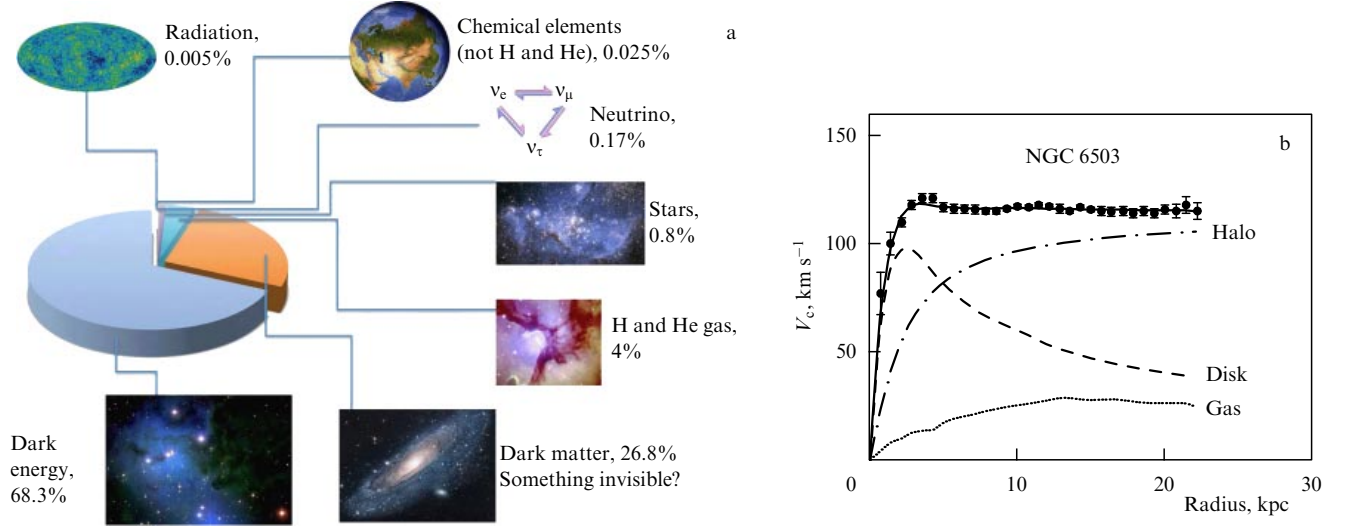 a
Radiation,
0.005%
Chemical elements
(not H and He), 0.025%
νe
νμ
ντ
Neutrino,
0.17%
Stars,
0.8%
H and He gas,
4%
Dark
energy,
68.3%
Dark matter, 26.8%
Something invisible?
b
NGC 6503
150
100
50
Vc, km s⁻¹
Halo
Disk
Gas
0
10
20
30
Radius, kpc